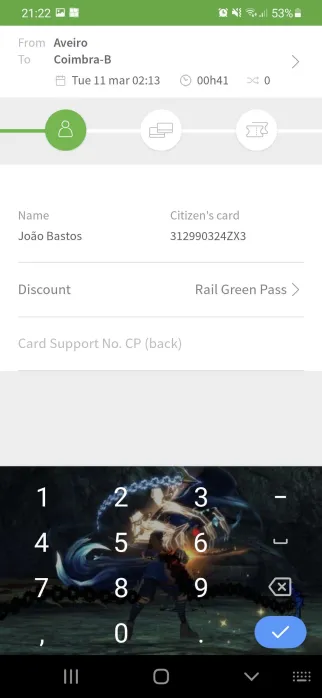 21:22 53%
From Aveiro
To Coimbra-B
Tue 11 mar 02:13 00h41 0
Name Citizen's card
João Bastos 312990324ZX3
Discount Rail Green Pass
Card Support No. CP (back)
1 2 3 -
4 5 6
7 8 9
, 0 .